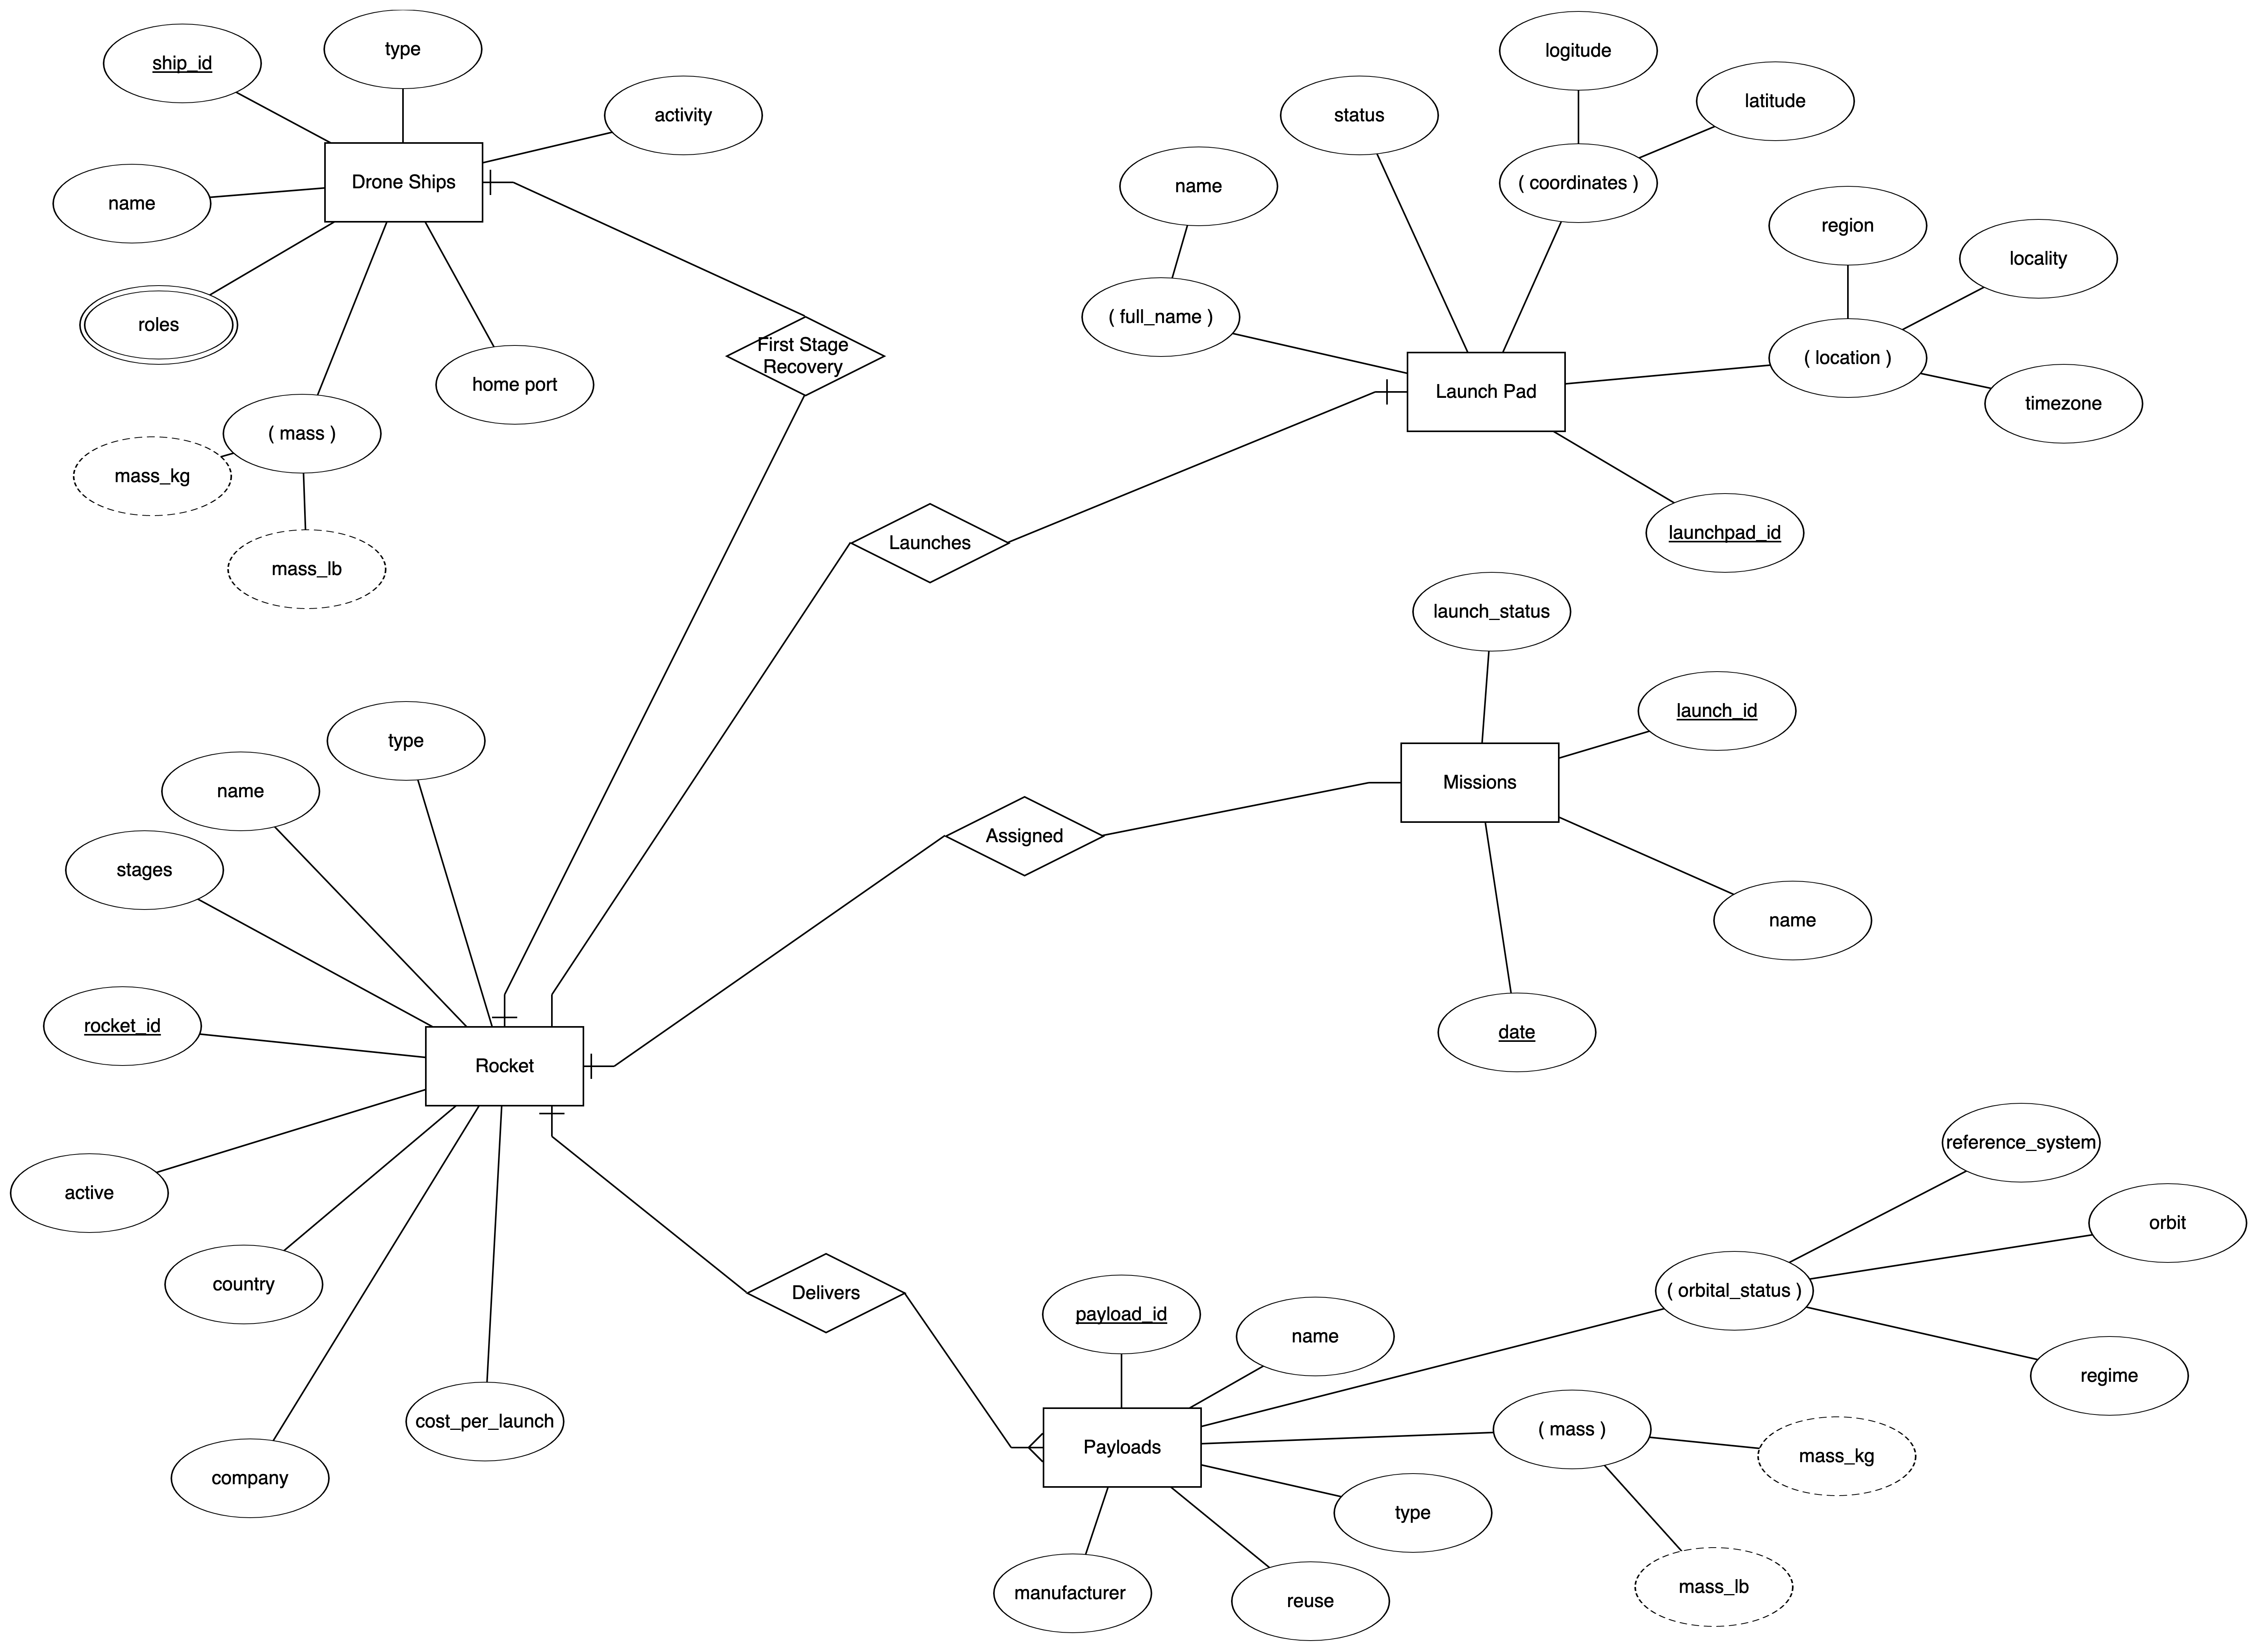 ship_id
type
activity
Drone Ships
name
roles
( mass )
home port
mass_kg
mass_lb
First Stage
Recovery
logitude
latitude
status
( coordinates )
name
region
locality
( full_name )
( location )
timezone
Launch Pad
launchpad_id
Launches
launch_status
launch_id
Missions
name
date
Assigned
type
name
stages
rocket_id
Rocket
active
country
company
cost_per_launch
Delivers
payload_id
name
Payloads
manufacturer
reuse
type
( mass )
mass_kg
mass_lb
( orbital_status )
reference_system
orbit
regime